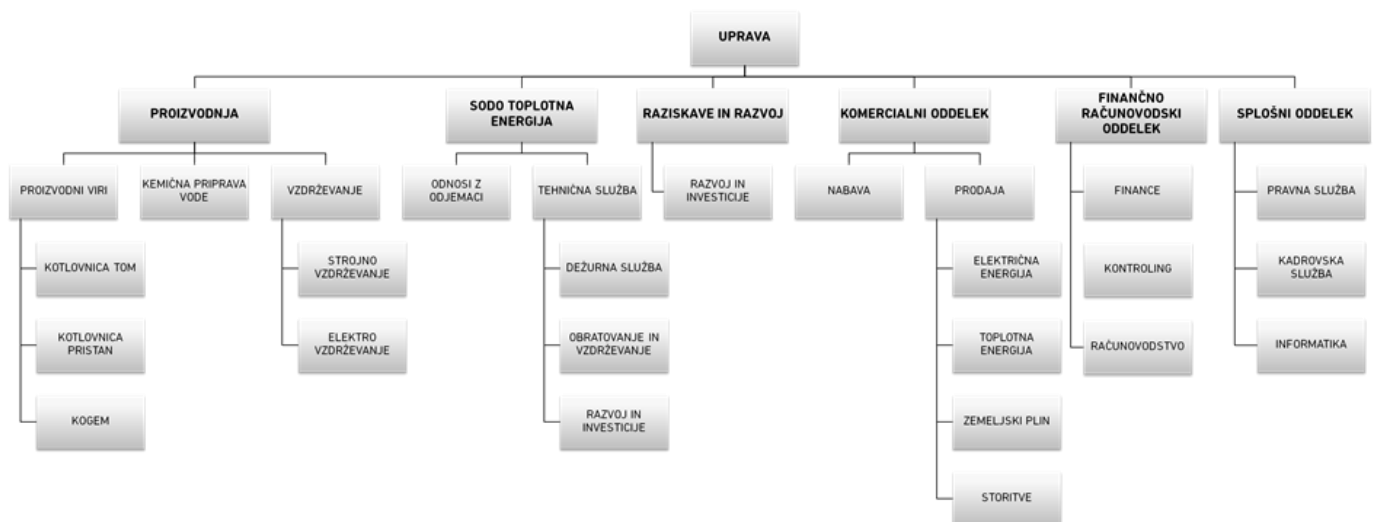 UPRAVA
PROIZVODNJA
SODO TOPLOTNA
ENERGIJA
RAZISKAVE IN RAZVOJ
KOMERCIALNI ODDELEK
FINANČNO
RAČUNOVODSKI
ODDELEK
SPLOŠNI ODDELEK
PROIZVODNI VIRI
KEMIČNA PRIPRAVA
VODE
VZDRŽEVANJE
ODNOSI Z
ODJEMACI
TEHNIČNA SLUŽBA
RAZVOJ IN
INVESTICIJE
NABAVA
PRODAJA
FINANCE
PRAVNA SLUŽBA
KOTLOVNICA TOM
STROJNO
VZDRŽEVANJE
DEŽURNA SLUŽBA
ELEKTRIČNA
ENERGIJA
KONTROLING
KADROVSKA
SLUŽBA
KOTLOVNICA
PRISTAN
ELEKTRO
VZDRŽEVANJE
OBRATOVANJE IN
VZDRŽEVANJE
TOPLOTNA
ENERGIJA
RAČUNOVODSTVO
INFORMATIKA
KOGEM
RAZVOJ IN
INVESTICIJE
ZEMELJSKI PLIN
STORITVE